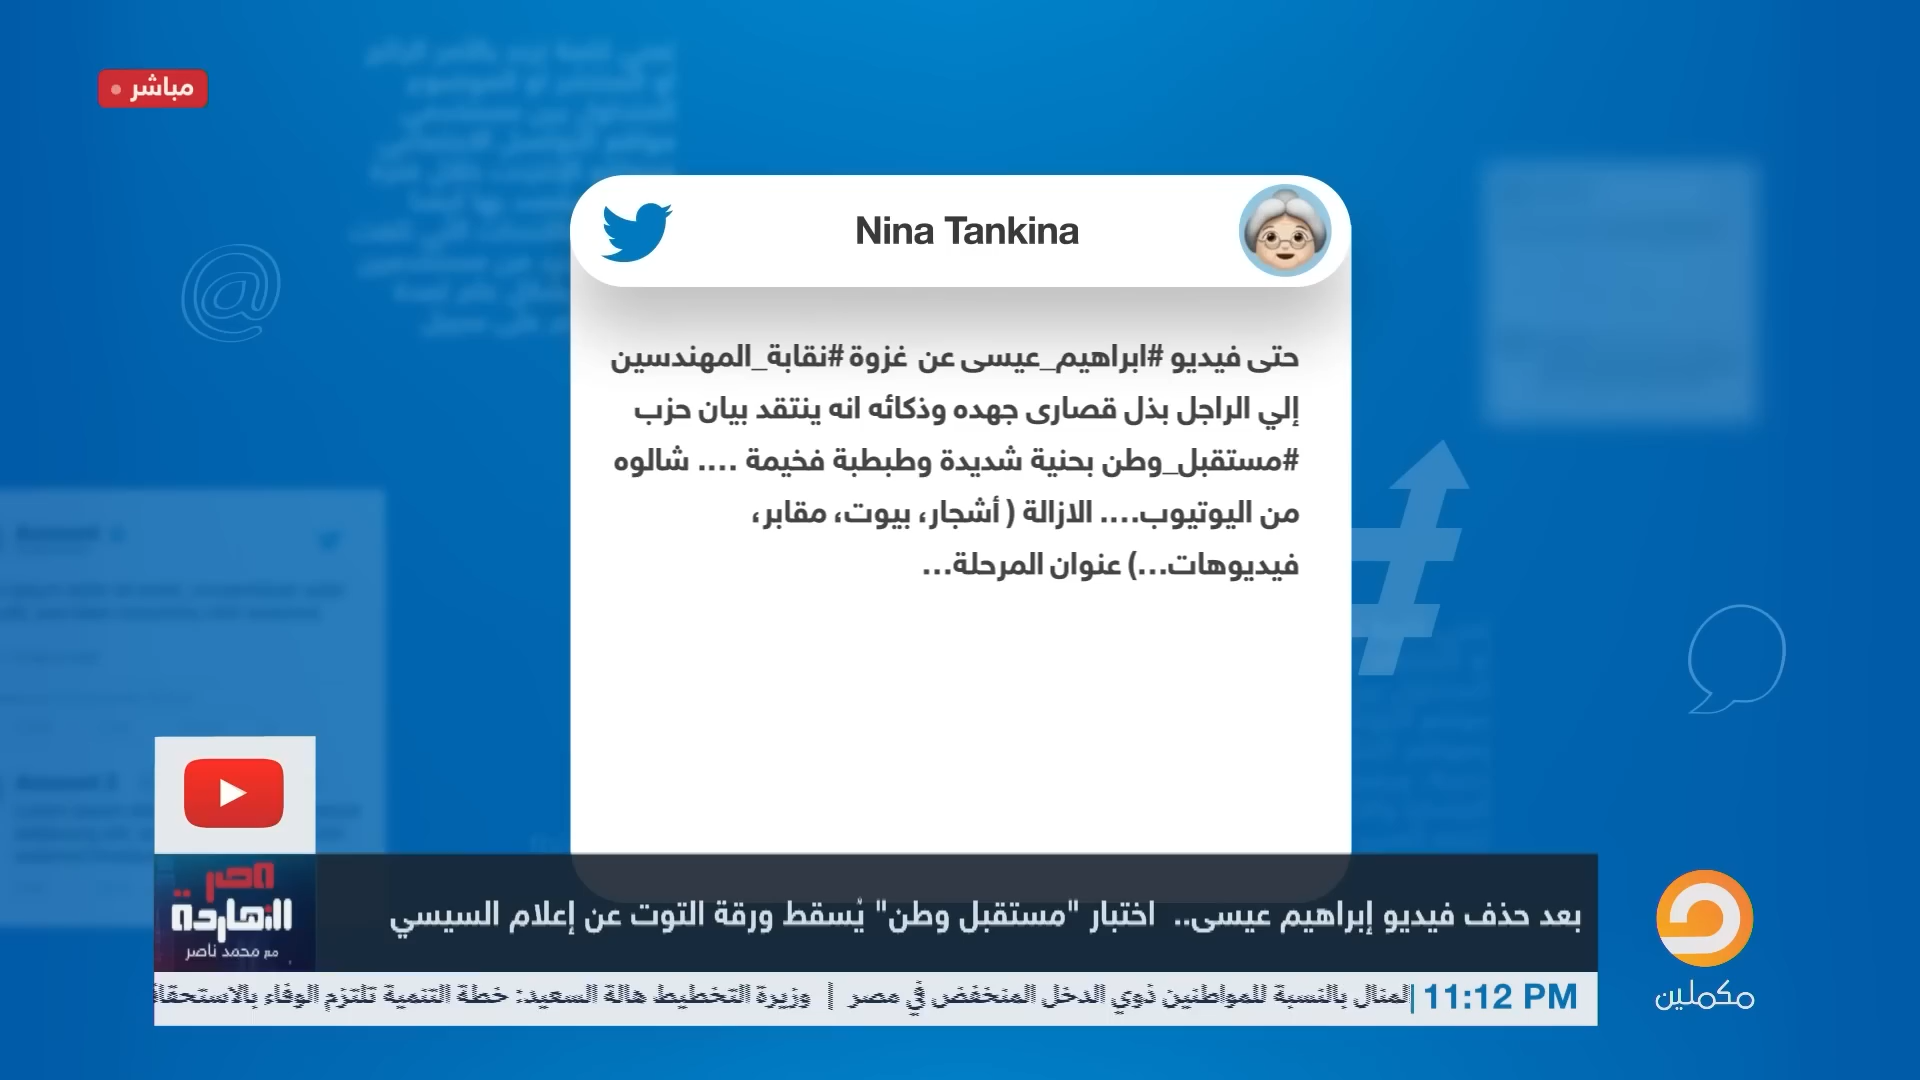 مباشر
Nina Tankina
حتى فيديو #ابراهيم_عيسى عن غزوة #نقابة_المهندسين
إلي الراجل بذل قصارى جهده وذكائه انه ينتقد بيان حزب
#مستقبل_وطن بحنية شديدة وطبطبة فخيمة .... شالوه
من اليوتيوب.... الازالة ( أشجار، بيوت، مقابر،
فيديوهات...) عنوان المرحلة...
مصر
النهاردة
مع محمد ناصر
بعد حذف فيديو إبراهيم عيسى.. اختبار "مستقبل وطن" يُسقط ورقة التوت عن إعلام السيسي
11:12 PM
لمنال بالنسبة للمواطنين ذوي الدخل المنخفض في مصر | وزيرة التخطيط هالة السعيد: خطة التنمية تلتزم الوفاء
مكملين